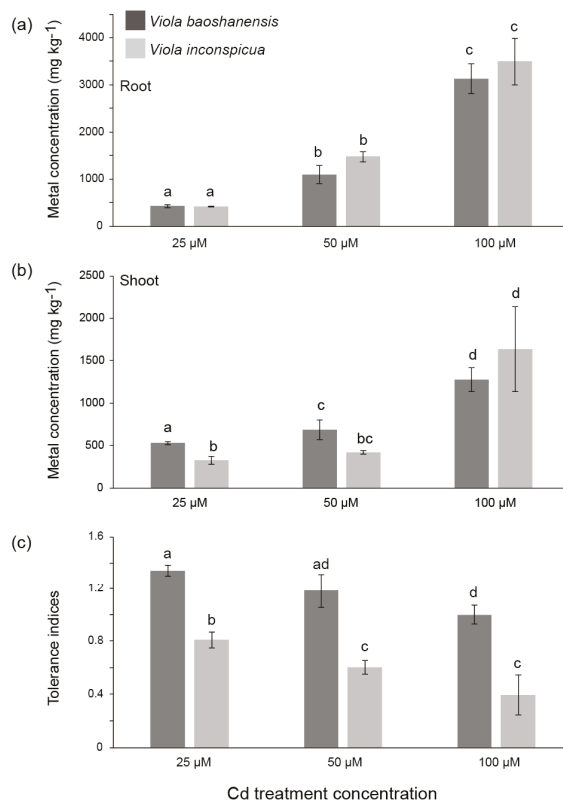 (a)
Viola baoshanensis
Viola inconspicua
Metal concentration (mg kg-1)
Root
4000
3000
2000
1000
0
a a
b b
c c
25 µM 50 µM 100 µM
(b)
Shoot
Metal concentration (mg kg-1)
2500
2000
1500
1000
500
0
a b
c bc
d d
25 µM 50 µM 100 µM
(c)
Tolerance indices
1.6
1.2
0.8
0.4
0
a b
ad c
d c
25 µM 50 µM 100 µM
Cd treatment concentration